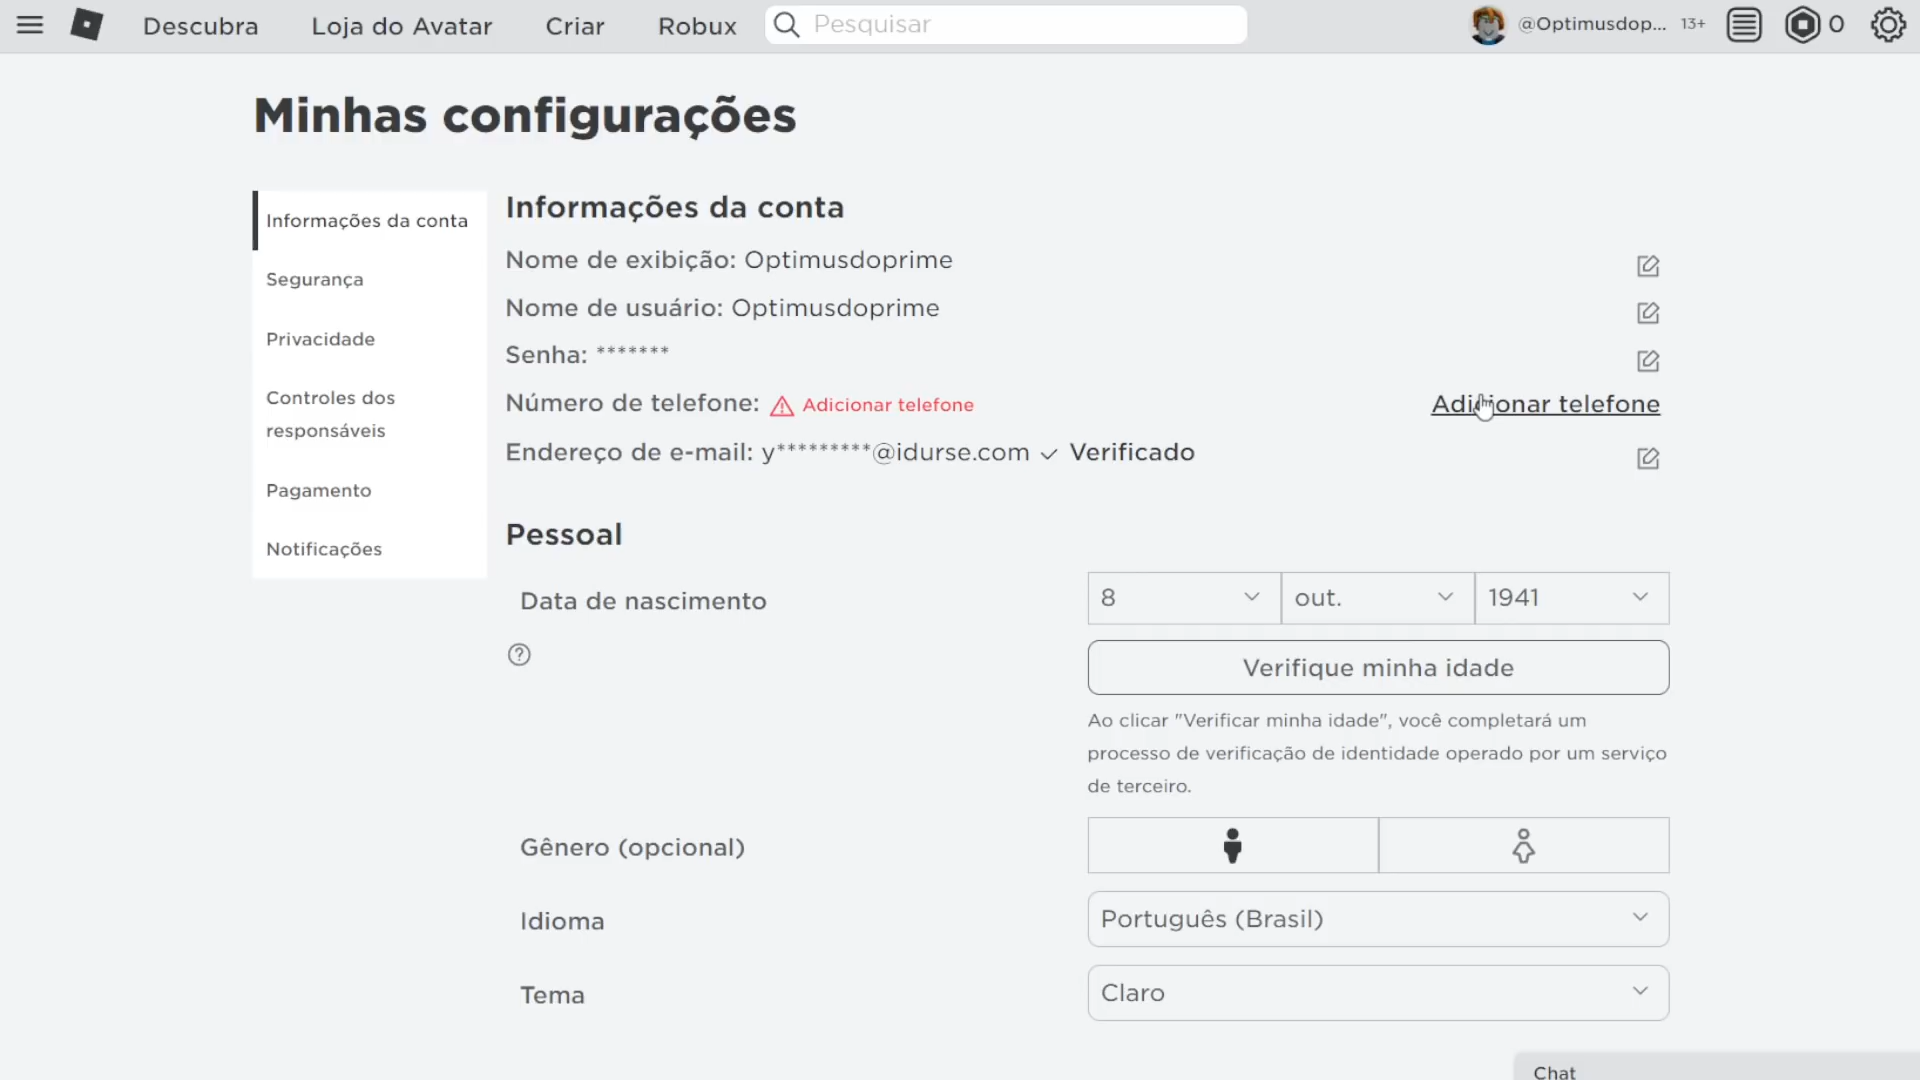 Descubra Loja do Avatar Criar Robux Pesquisar @Optimusdop... 13+ 0
Minhas configurações
Informações da conta
Segurança
Privacidade
Controles dos
responsáveis
Pagamento
Notificações
Informações da conta
Nome de exibição: Optimusdoprime
Nome de usuário: Optimusdoprime
Senha: *******
Número de telefone: Adicionar telefone Adicionar telefone
Endereço de e-mail: y*********@idurse.com Verificado
Pessoal
Data de nascimento 8 out. 1941
Verifique minha idade
Ao clicar "Verificar minha idade", você completará um
processo de verificação de identidade operado por um serviço
de terceiro.
Gênero (opcional)
Idioma Português (Brasil)
Tema Claro
Chat